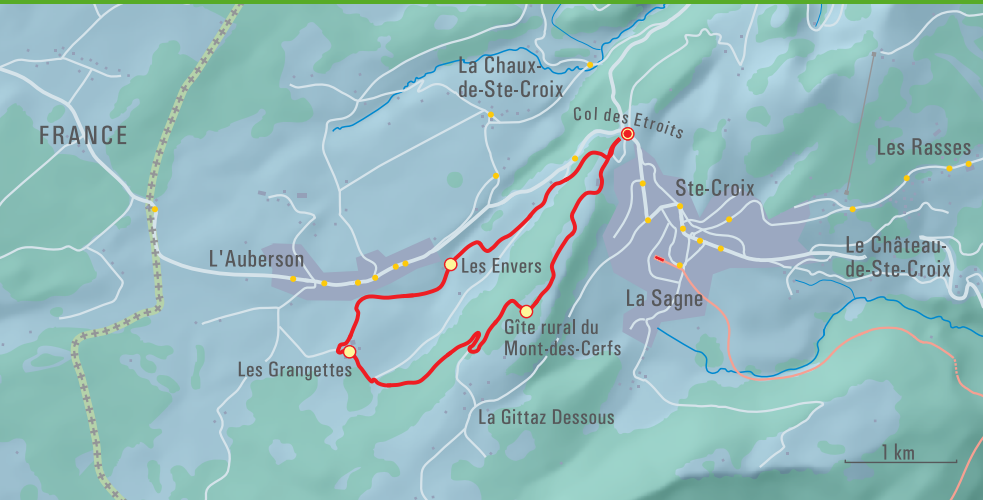 La Chaux-
de-Ste-Croix
Col des Etroits
FRANCE
Les Rasses
Ste-Croix
L'Auberson
Les Envers
Le Château-
de-Ste-Croix
La Sagne
Gîte rural du
Mont-des-Cerfs
Les Grangettes
La Gittaz Dessous
1 km